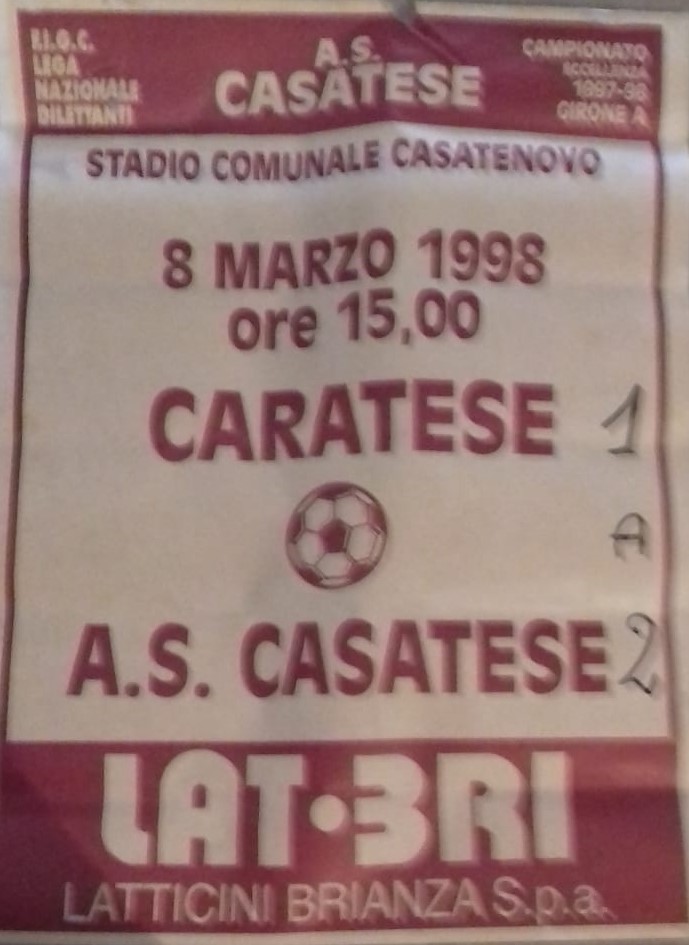 F.I.G.C.
LEGA
NAZIONALE
DILETTANTI
A.S.
CASATESE
CAMPIONATO
ECCELLENZA
1997-98
GIRONE A
STADIO COMUNALE CASATENOVO
8 MARZO 1998
ore 15,00
CARATESE 1
A
A.S. CASATESE 2
LAT·BRI
LATTICINI BRIANZA S.p.a.